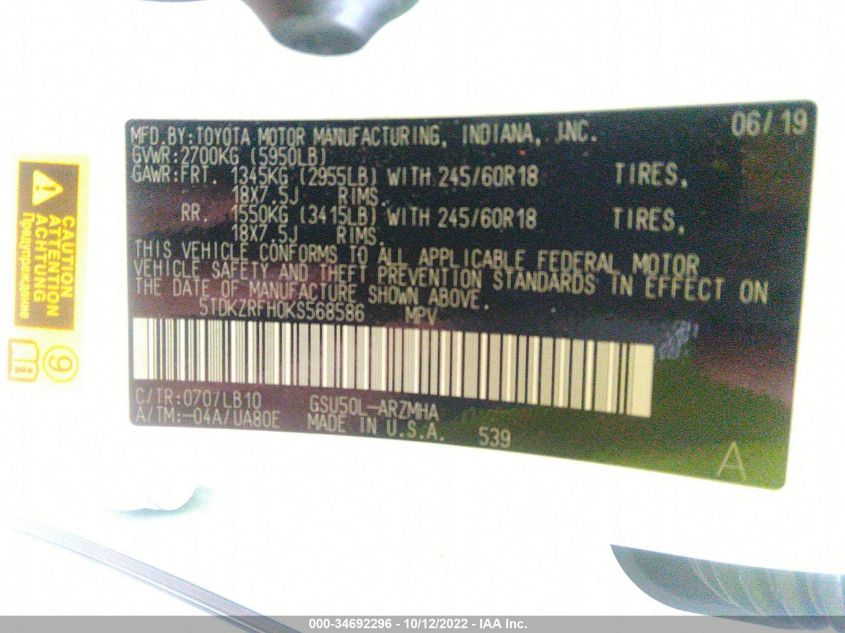 MFD.BY:TOYOTA MOTOR MANUFACTURING, INDIANA, INC. 06/19
GVWR:2700KG (5950LB)
GAWR:FRT. 1345KG (2955LB) WITH 245/60R18 TIRES,
18X7.5J RIMS.
RR. 1550KG (3415LB) WITH 245/60R18 TIRES,
18X7.5J RIMS.
THIS VEHICLE CONFORMS TO ALL APPLICABLE FEDERAL MOTOR
VEHICLE SAFETY AND THEFT PREVENTION STANDARDS IN EFFECT ON
THE DATE OF MANUFACTURE SHOWN ABOVE.
5TDKZRFH0KS568586 MPV
C/TR:070/LB10 GSU50L-ARZMHA
A/TM:-04A/UA80E MADE IN U.S.A. 539
A
CAUTION
ATTENTION
ACHTUNG
Предупреждение
9
000-34692296 - 10/12/2022 - IAA Inc.